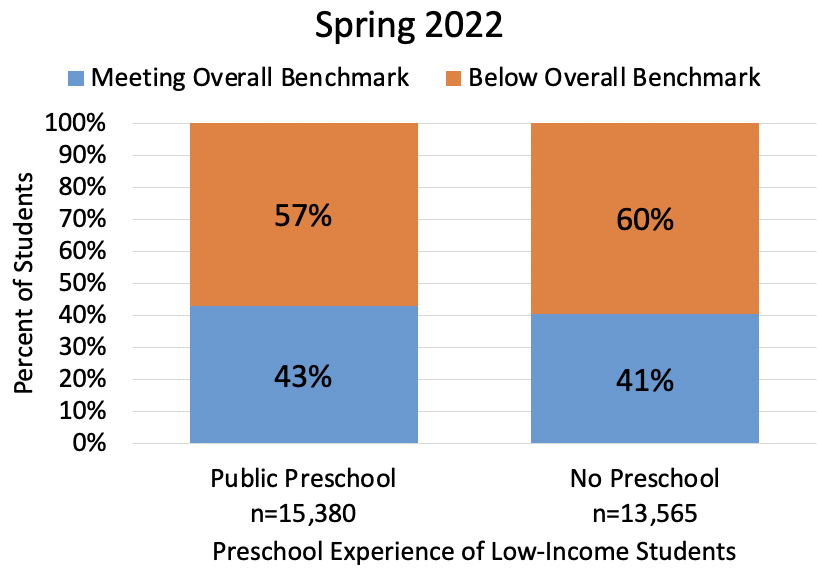 Spring 2022
Meeting Overall Benchmark Below Overall Benchmark
100%
90%
80%
70%
60%
50%
40%
30%
20%
10%
0%
Percent of Students
57%
60%
43%
41%
Public Preschool
n=15,380
No Preschool
n=13,565
Preschool Experience of Low-Income Students